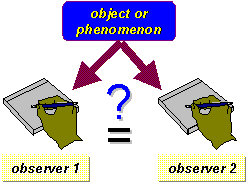 object or
phenomenon
?
=
observer 1
observer 2